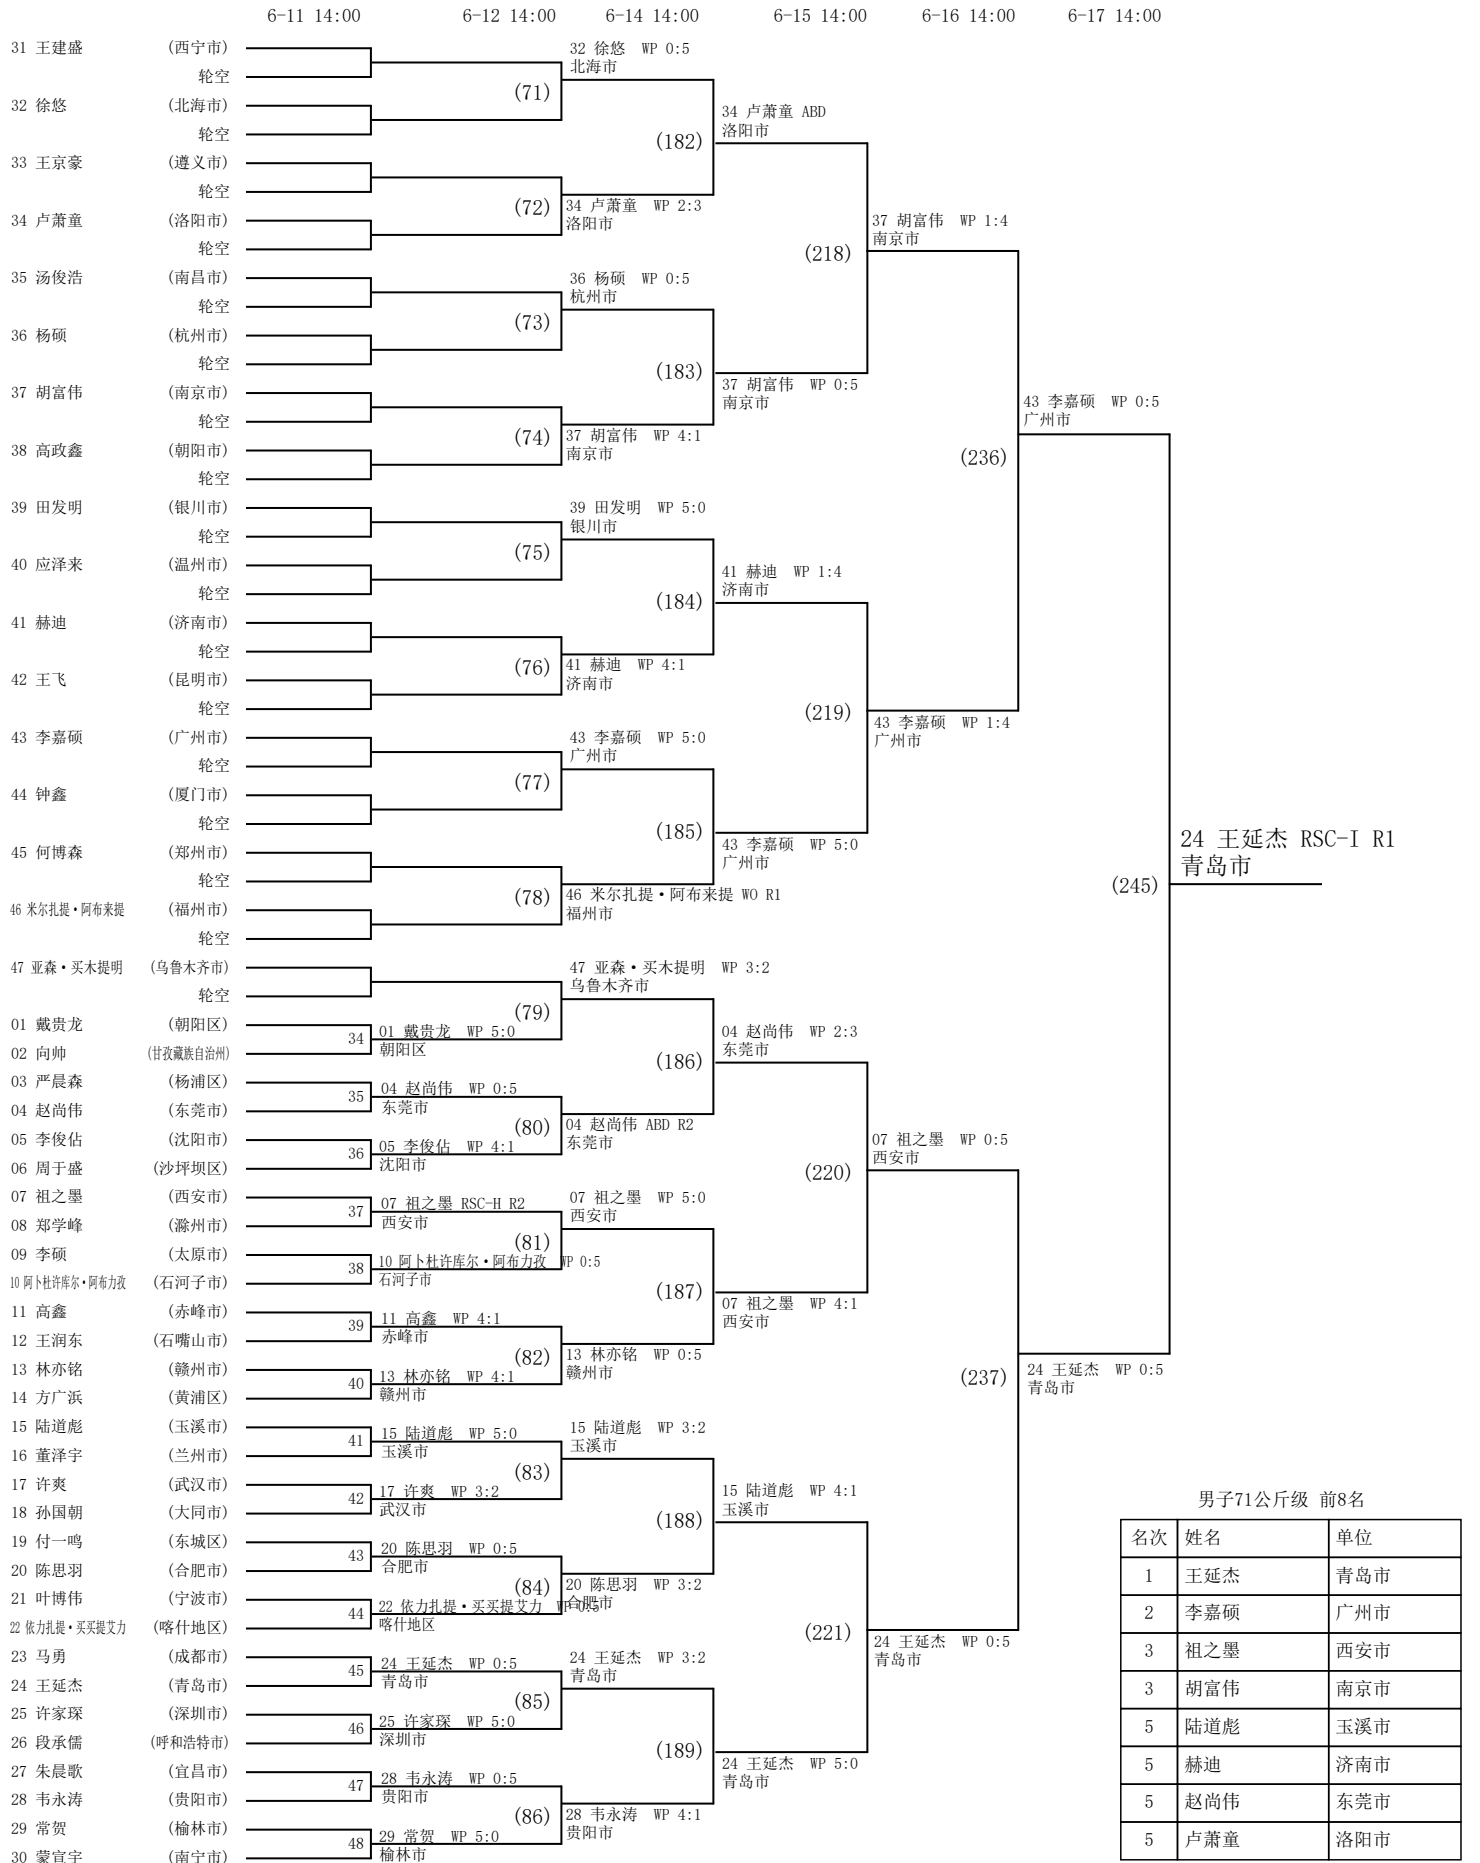 6-11 14:00 6-12 14:00 6-14 14:00 6-15 14:00 6-16 14:00 6-17 14:00
31 王建盛 (西宁市)
轮空
32 徐悠 (北海市)
轮空
33 王京豪 (遵义市)
轮空
34 卢萧童 (洛阳市)
轮空
35 汤俊浩 (南昌市)
轮空
36 杨硕 (杭州市)
轮空
37 胡富伟 (南京市)
轮空
38 高政鑫 (朝阳市)
轮空
39 田发明 (银川市)
轮空
40 应泽来 (温州市)
轮空
41 赫迪 (济南市)
轮空
42 王飞 (昆明市)
轮空
43 李嘉硕 (广州市)
轮空
44 钟鑫 (厦门市)
轮空
45 何博森 (郑州市)
轮空
46 米尔扎提·阿布来提 (福州市)
轮空
47 亚森·买木提明 (乌鲁木齐市)
轮空
01 戴贵龙 (朝阳区)
02 向帅 (甘孜藏族自治州)
03 严晨森 (杨浦区)
04 赵尚伟 (东莞市)
05 李俊佔 (沈阳市)
06 周于盛 (沙坪坝区)
07 祖之墨 (西安市)
08 郑学峰 (滁州市)
09 李硕 (太原市)
10 阿卜杜许库尔·阿布力孜 (石河子市)
11 高鑫 (赤峰市)
12 王润东 (石嘴山市)
13 林亦铭 (赣州市)
14 方广浜 (黄浦区)
15 陆道彪 (玉溪市)
16 董泽宇 (兰州市)
17 许爽 (武汉市)
18 孙国朝 (大同市)
19 付一鸣 (东城区)
20 陈思羽 (合肥市)
21 叶博伟 (宁波市)
22 依力扎提·买买提艾力 (喀什地区)
23 马勇 (成都市)
24 王延杰 (青岛市)
25 许家琛 (深圳市)
26 段承儒 (呼和浩特市)
27 朱晨歌 (宜昌市)
28 韦永涛 (贵阳市)
29 常贺 (榆林市)
30 蒙宣宇 (南宁市)
34
01 戴贵龙 WP 5:0
朝阳区
35
04 赵尚伟 WP 0:5
东莞市
36
05 李俊佔 WP 4:1
沈阳市
37
07 祖之墨 RSC-H R2
西安市
38
10 阿卜杜许库尔·阿布力孜 WP 0:5
石河子市
39
11 高鑫 WP 4:1
赤峰市
40
13 林亦铭 WP 4:1
赣州市
41
15 陆道彪 WP 5:0
玉溪市
42
17 许爽 WP 3:2
武汉市
43
20 陈思羽 WP 0:5
合肥市
44
22 依力扎提·买买提艾力 WP 0:5
喀什地区
45
24 王延杰 WP 0:5
青岛市
46
25 许家琛 WP 5:0
深圳市
47
28 韦永涛 WP 0:5
贵阳市
48
29 常贺 WP 5:0
榆林市
(71)
32 徐悠 WP 0:5
北海市
(72)
34 卢萧童 WP 2:3
洛阳市
(73)
36 杨硕 WP 0:5
杭州市
(74)
37 胡富伟 WP 4:1
南京市
(75)
39 田发明 WP 5:0
银川市
(76)
41 赫迪 WP 4:1
济南市
(77)
43 李嘉硕 WP 5:0
广州市
(78)
46 米尔扎提·阿布来提 WO R1
福州市
(79)
47 亚森·买木提明 WP 3:2
乌鲁木齐市
(80)
04 赵尚伟 ABD R2
东莞市
(81)
07 祖之墨 WP 5:0
西安市
(82)
13 林亦铭 WP 0:5
赣州市
(83)
15 陆道彪 WP 3:2
玉溪市
(84)
20 陈思羽 WP 3:2
合肥市
(85)
24 王延杰 WP 3:2
青岛市
(86)
28 韦永涛 WP 4:1
贵阳市
(182)
34 卢萧童 ABD
洛阳市
(183)
37 胡富伟 WP 0:5
南京市
(184)
41 赫迪 WP 1:4
济南市
(185)
43 李嘉硕 WP 5:0
广州市
(186)
04 赵尚伟 WP 2:3
东莞市
(187)
07 祖之墨 WP 4:1
西安市
(188)
15 陆道彪 WP 4:1
玉溪市
(189)
24 王延杰 WP 5:0
青岛市
(218)
37 胡富伟 WP 1:4
南京市
(219)
43 李嘉硕 WP 1:4
广州市
(220)
07 祖之墨 WP 0:5
西安市
(221)
24 王延杰 WP 0:5
青岛市
(236)
43 李嘉硕 WP 0:5
广州市
(237)
24 王延杰 WP 0:5
青岛市
(245)
24 王延杰 RSC-I R1
青岛市
男子71公斤级 前8名
名次 姓名 单位
1 王延杰 青岛市
2 李嘉硕 广州市
3 祖之墨 西安市
3 胡富伟 南京市
5 陆道彪 玉溪市
5 赫迪 济南市
5 赵尚伟 东莞市
5 卢萧童 洛阳市